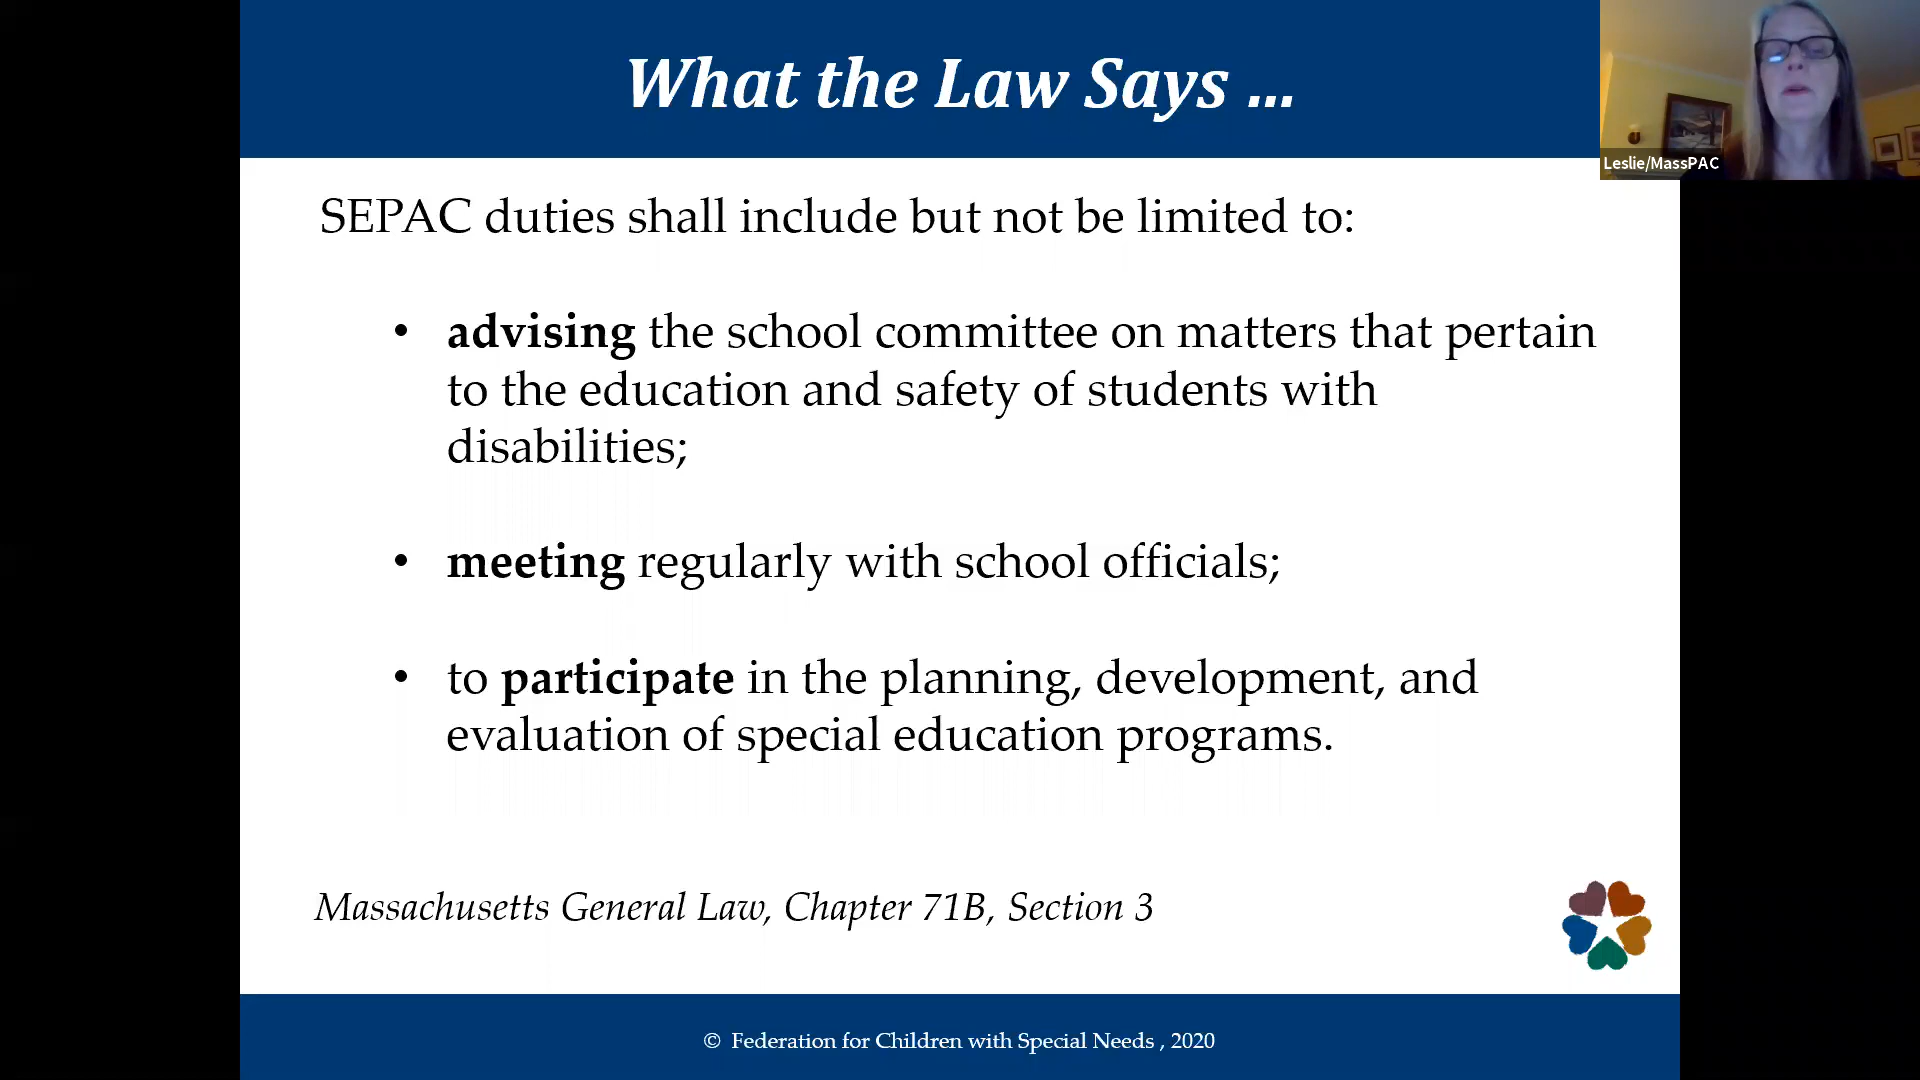 What the Law Says ...
Leslie/MassPAC
SEPAC duties shall include but not be limited to:
• advising the school committee on matters that pertain
to the education and safety of students with
disabilities;
• meeting regularly with school officials;
• to participate in the planning, development, and
evaluation of special education programs.
Massachusetts General Law, Chapter 71B, Section 3
© Federation for Children with Special Needs , 2020